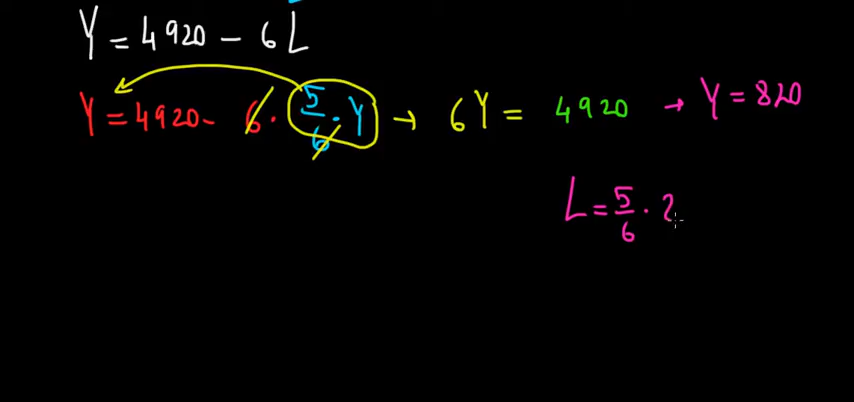 Y = 4920 - 6L
Y = 4920 - 6 · 5/6 · Y → 6Y = 4920 → Y = 820
L = 5/6 · 2